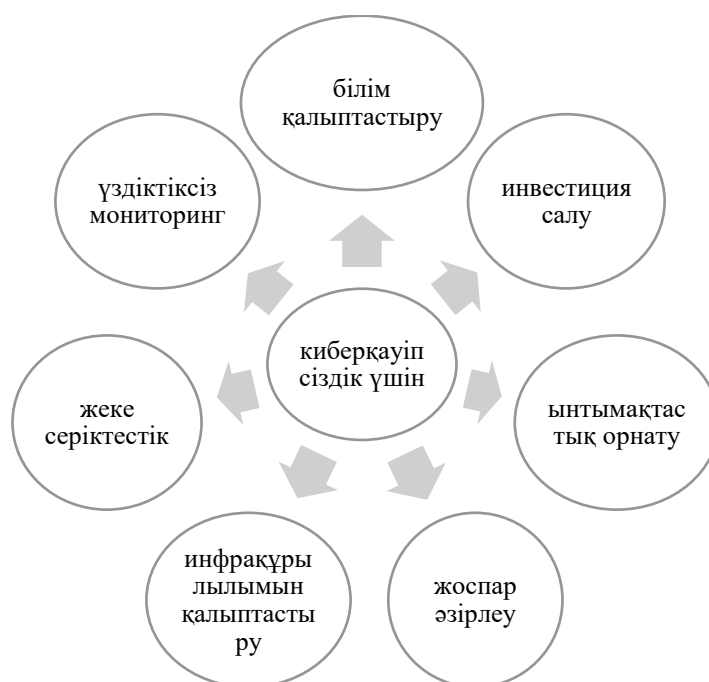 білім
қалыптастыру
үздіктіксіз
мониторинг
инвестиция
салу
киберқауіп
сіздік үшін
жеке
серіктестік
ынтымақтас
тық орнату
инфрақұры
лылымын
қалыптасты
ру
жоспар
әзірлеу